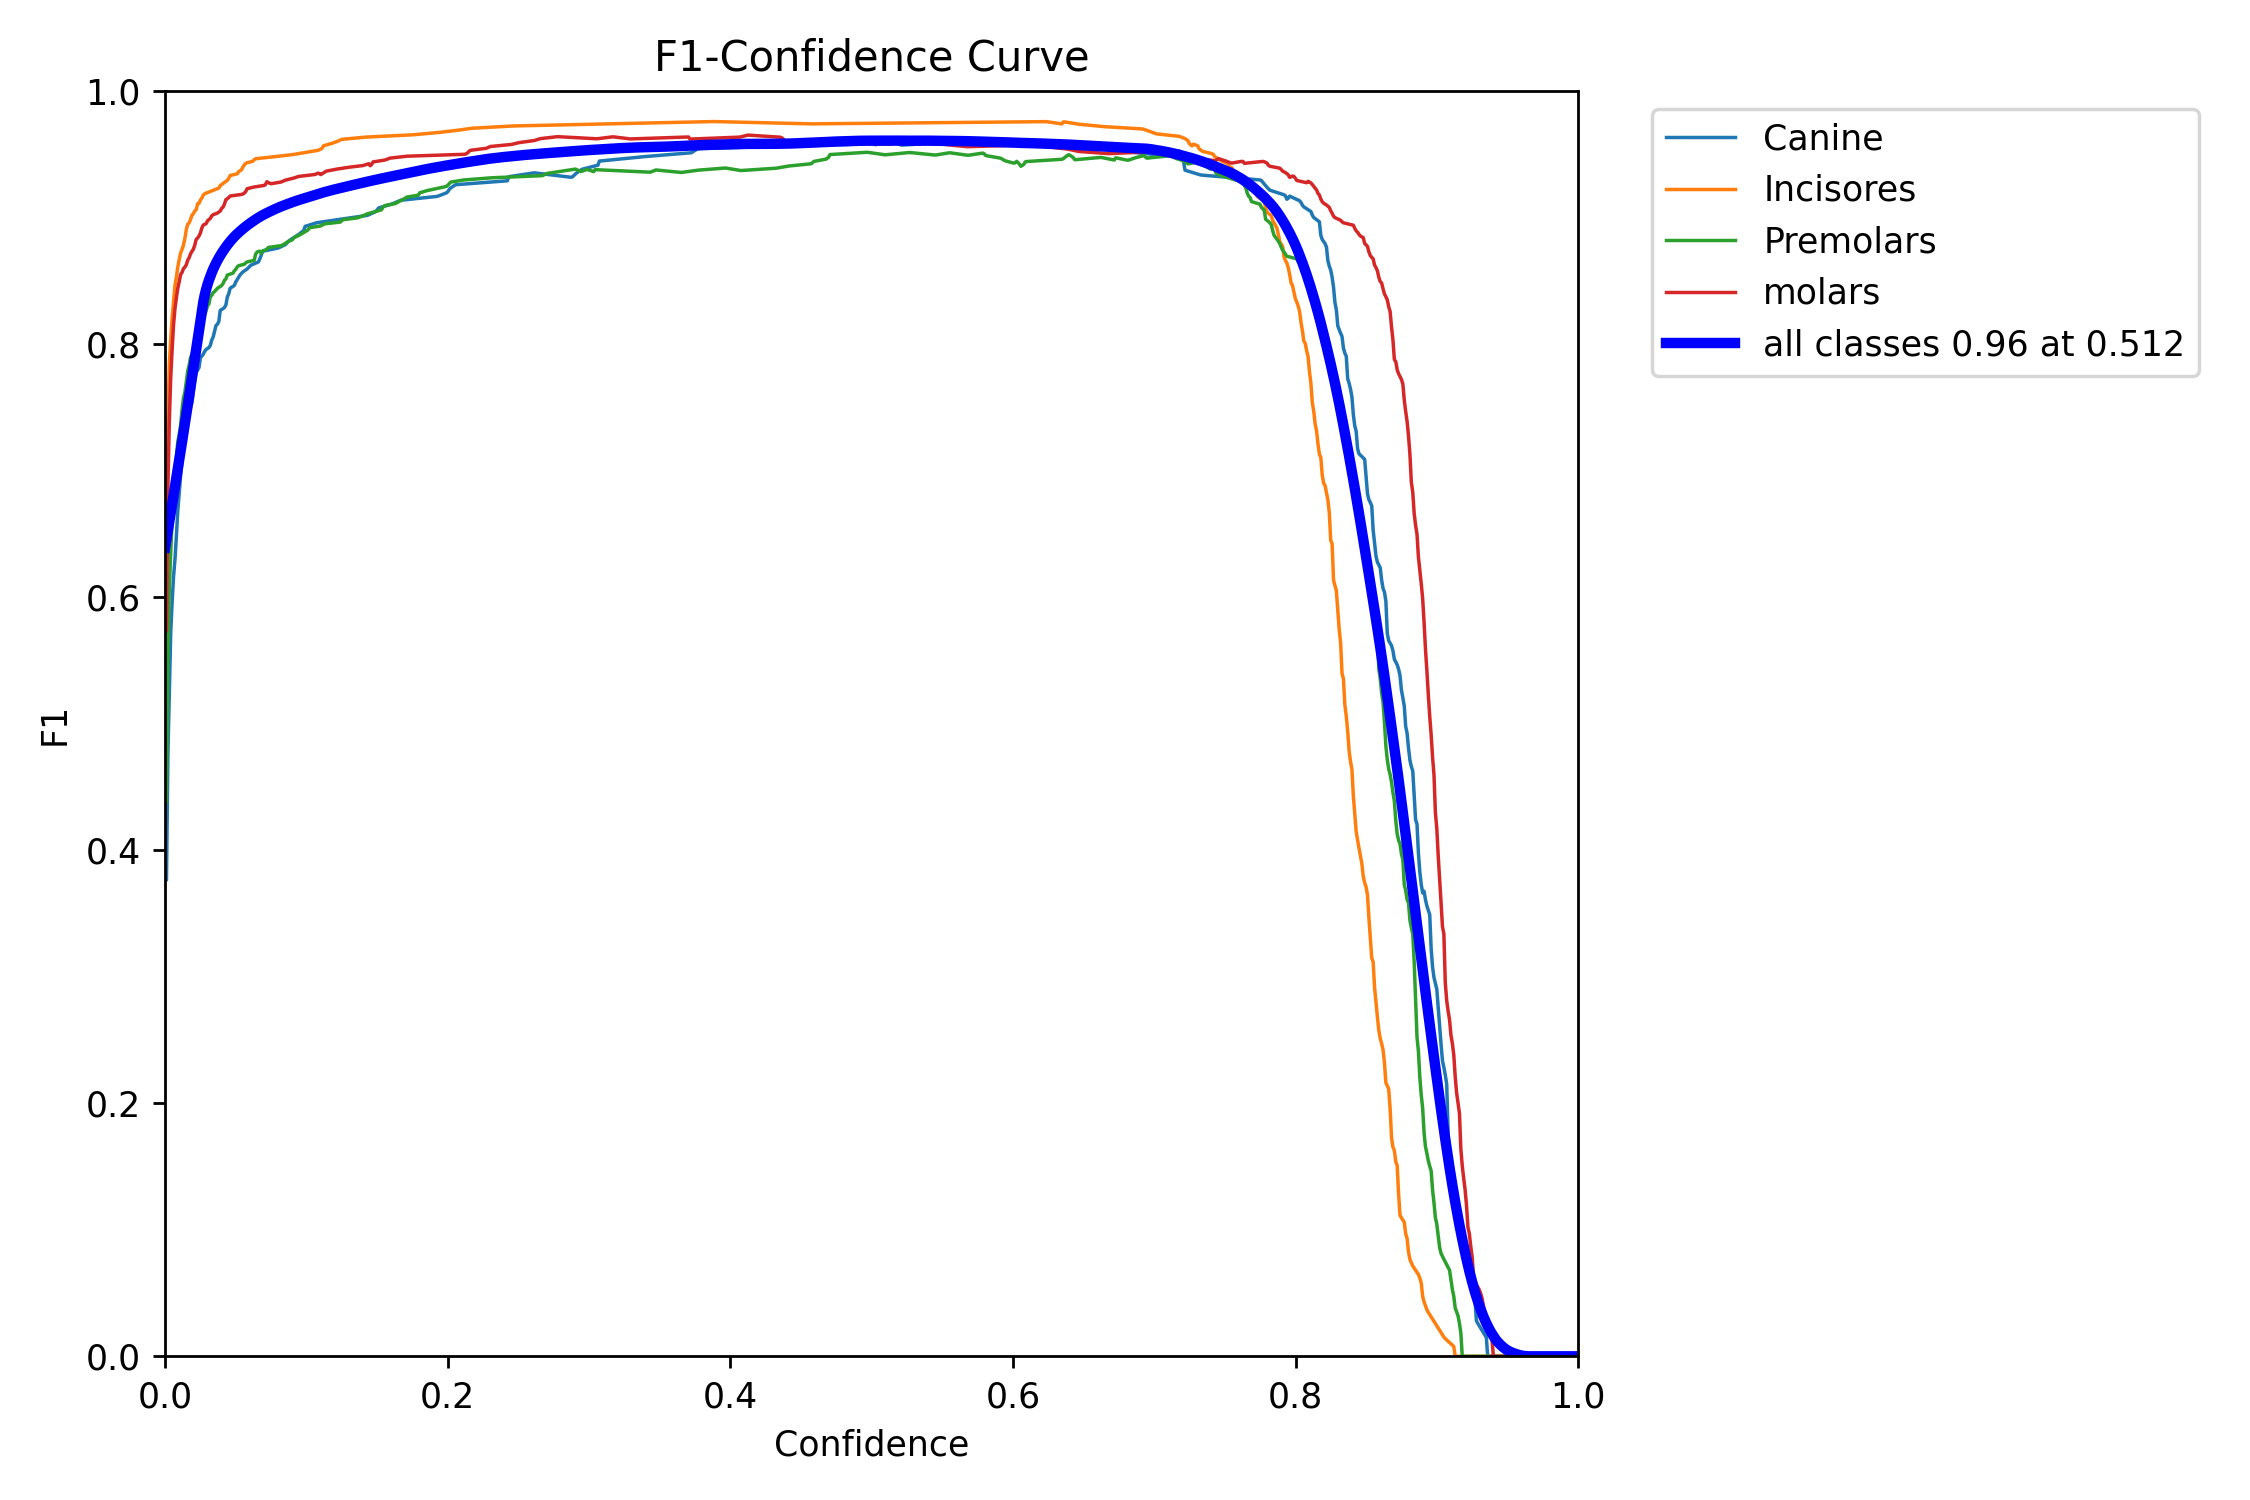 F1-Confidence Curve
1.0
0.8
0.6
0.4
0.2
0.0
F1
0.0 0.2 0.4 0.6 0.8 1.0
Confidence
Canine
Incisores
Premolars
molars
all classes 0.96 at 0.512